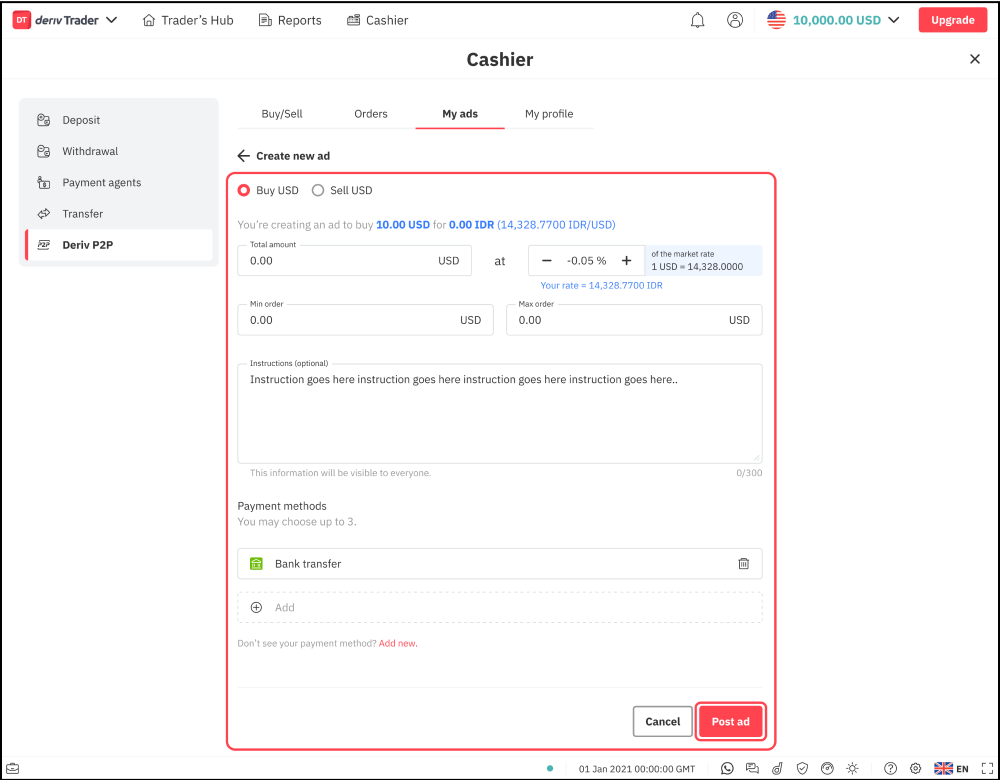 DT deriv Trader Trader's Hub Reports Cashier 10,000.00 USD Upgrade
Cashier
Deposit
Withdrawal
Payment agents
Transfer
P2P Deriv P2P
Buy/Sell Orders My ads My profile
Create new ad
Buy USD Sell USD
You're creating an ad to buy 10.00 USD for 0.00 IDR (14,328.7700 IDR/USD)
Total amount
0.00 USD
at
- -0.05 % +
of the market rate
1 USD = 14,328.0000
Your rate = 14,328.7700 IDR
Min order
0.00 USD
Max order
0.00 USD
Instructions (optional)
Instruction goes here instruction goes here instruction goes here instruction goes here..
This information will be visible to everyone. 0/300
Payment methods
You may choose up to 3.
Bank transfer
Add
Don't see your payment method? Add new.
Cancel Post ad
01 Jan 2021 00:00:00 GMT EN